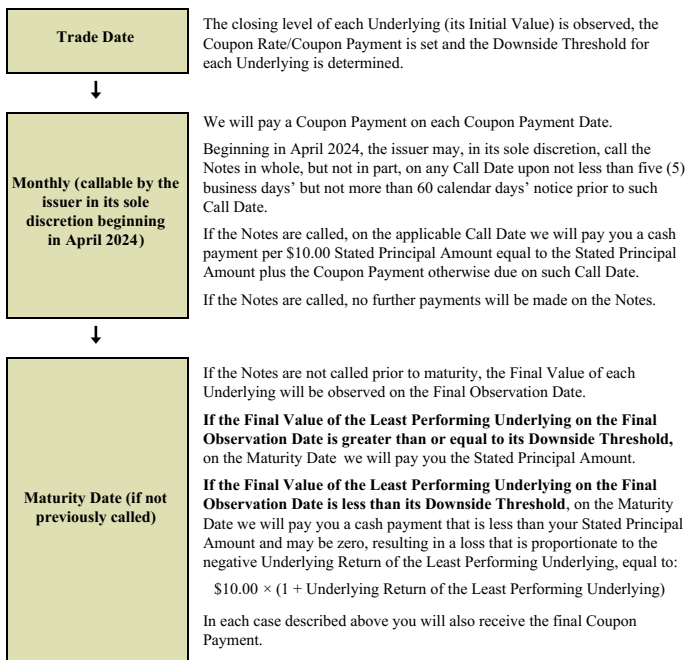 Trade Date
The closing level of each Underlying (its Initial Value) is observed, the
Coupon Rate/Coupon Payment is set and the Downside Threshold for
each Underlying is determined.
Monthly (callable by the
issuer in its sole
discretion beginning
in April 2024)
We will pay a Coupon Payment on each Coupon Payment Date.
Beginning in April 2024, the issuer may, in its sole discretion, call the
Notes in whole, but not in part, on any Call Date upon not less than five (5)
business days’ but not more than 60 calendar days’ notice prior to such
Call Date.
If the Notes are called, on the applicable Call Date we will pay you a cash
payment per $10.00 Stated Principal Amount equal to the Stated Principal
Amount plus the Coupon Payment otherwise due on such Call Date.
If the Notes are called, no further payments will be made on the Notes.
Maturity Date (if not
previously called)
If the Notes are not called prior to maturity, the Final Value of each
Underlying will be observed on the Final Observation Date.
If the Final Value of the Least Performing Underlying on the Final
Observation Date is greater than or equal to its Downside Threshold,
on the Maturity Date we will pay you the Stated Principal Amount.
If the Final Value of the Least Performing Underlying on the Final
Observation Date is less than its Downside Threshold, on the Maturity
Date we will pay you a cash payment that is less than your Stated Principal
Amount and may be zero, resulting in a loss that is proportionate to the
negative Underlying Return of the Least Performing Underlying, equal to:
$10.00 × (1 + Underlying Return of the Least Performing Underlying)
In each case described above you will also receive the final Coupon
Payment.